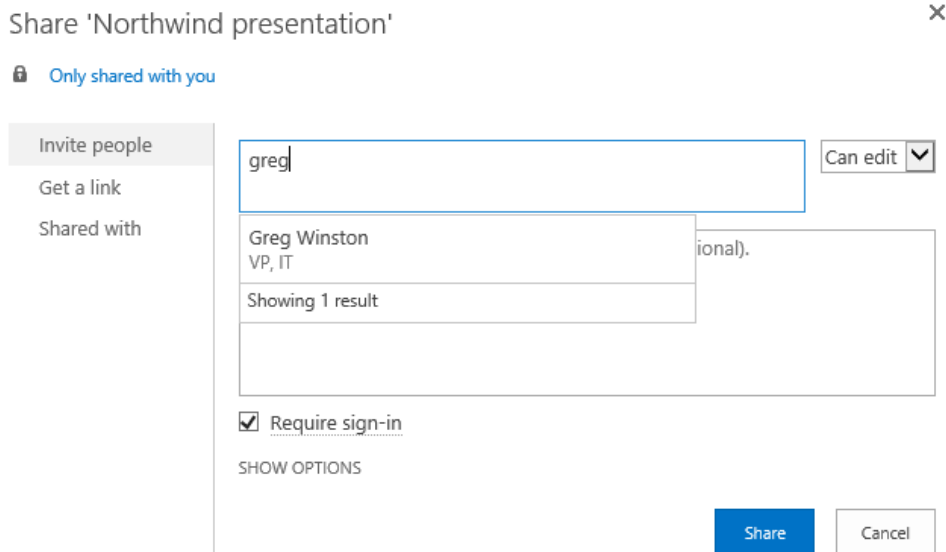 Share 'Northwind presentation'
Only shared with you
Invite people
Get a link
Shared with
greg
Can edit
Greg Winston
VP, IT
Showing 1 result
ional).
Require sign-in
SHOW OPTIONS
Share
Cancel